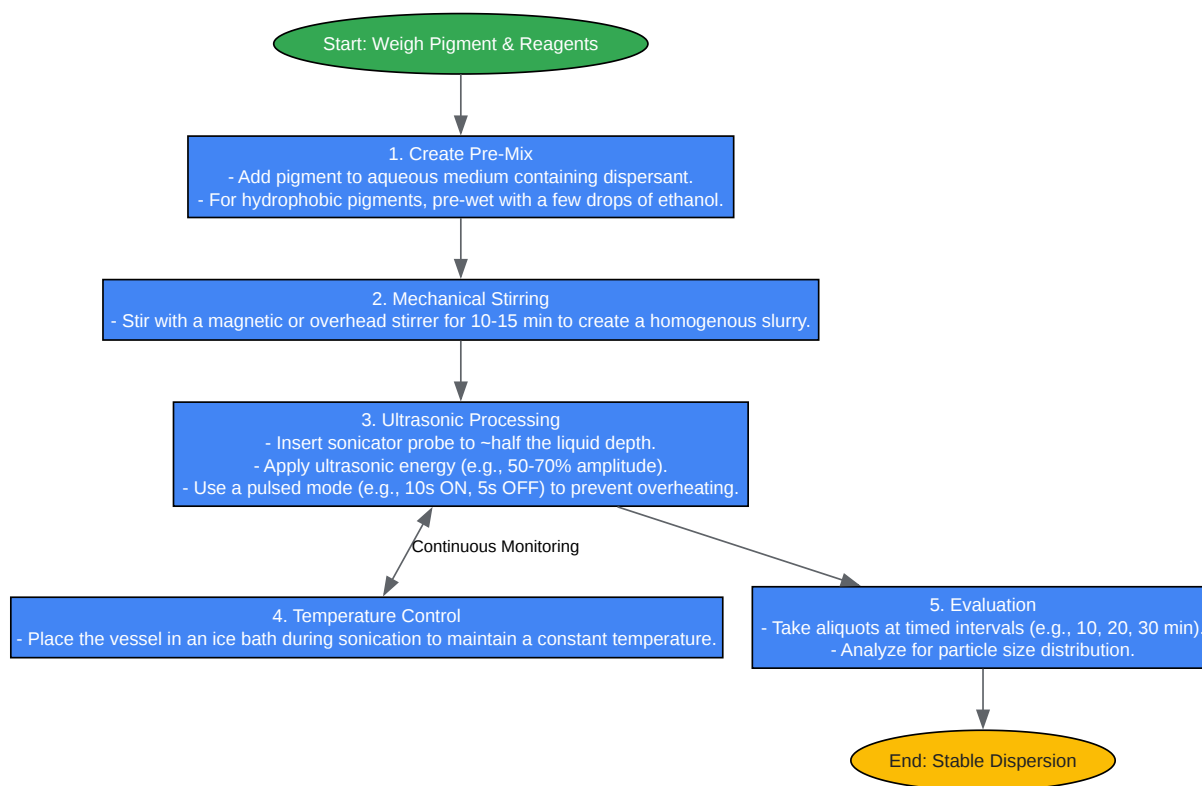 Start: Weigh Pigment & Reagents
1. Create Pre-Mix
- Add pigment to aqueous medium containing dispersant.
- For hydrophobic pigments, pre-wet with a few drops of ethanol.
2. Mechanical Stirring
- Stir with a magnetic or overhead stirrer for 10-15 min to create a homogenous slurry.
3. Ultrasonic Processing
- Insert sonicator probe to ~half the liquid depth.
- Apply ultrasonic energy (e.g., 50-70% amplitude).
- Use a pulsed mode (e.g., 10s ON, 5s OFF) to prevent overheating.
Continuous Monitoring
4. Temperature Control
- Place the vessel in an ice bath during sonication to maintain a constant temperature.
5. Evaluation
- Take aliquots at timed intervals (e.g., 10, 20, 30 min).
- Analyze for particle size distribution.
End: Stable Dispersion